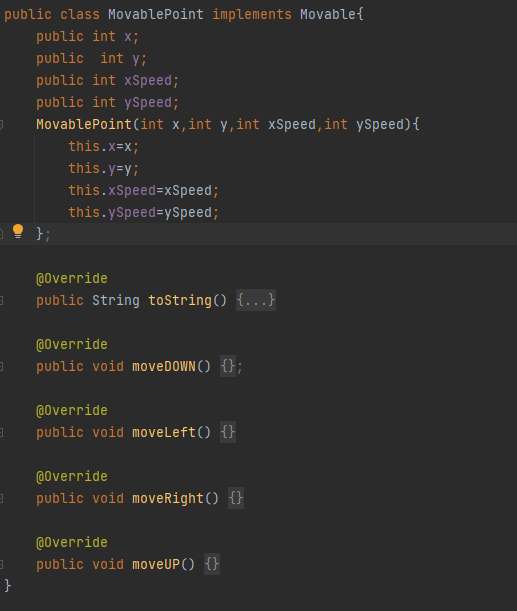 public class MovablePoint implements Movable{
    public int x;
    public  int y;
    public int xSpeed;
    public int ySpeed;
    MovablePoint(int x,int y,int xSpeed,int ySpeed){
        this.x=x;
        this.y=y;
        this.xSpeed=xSpeed;
        this.ySpeed=ySpeed;
    };
    @Override
    public String toString() {...}
    @Override
    public void moveDOWN() {};
    @Override
    public void moveLeft() {}
    @Override
    public void moveRight() {}
    @Override
    public void moveUP() {}
}